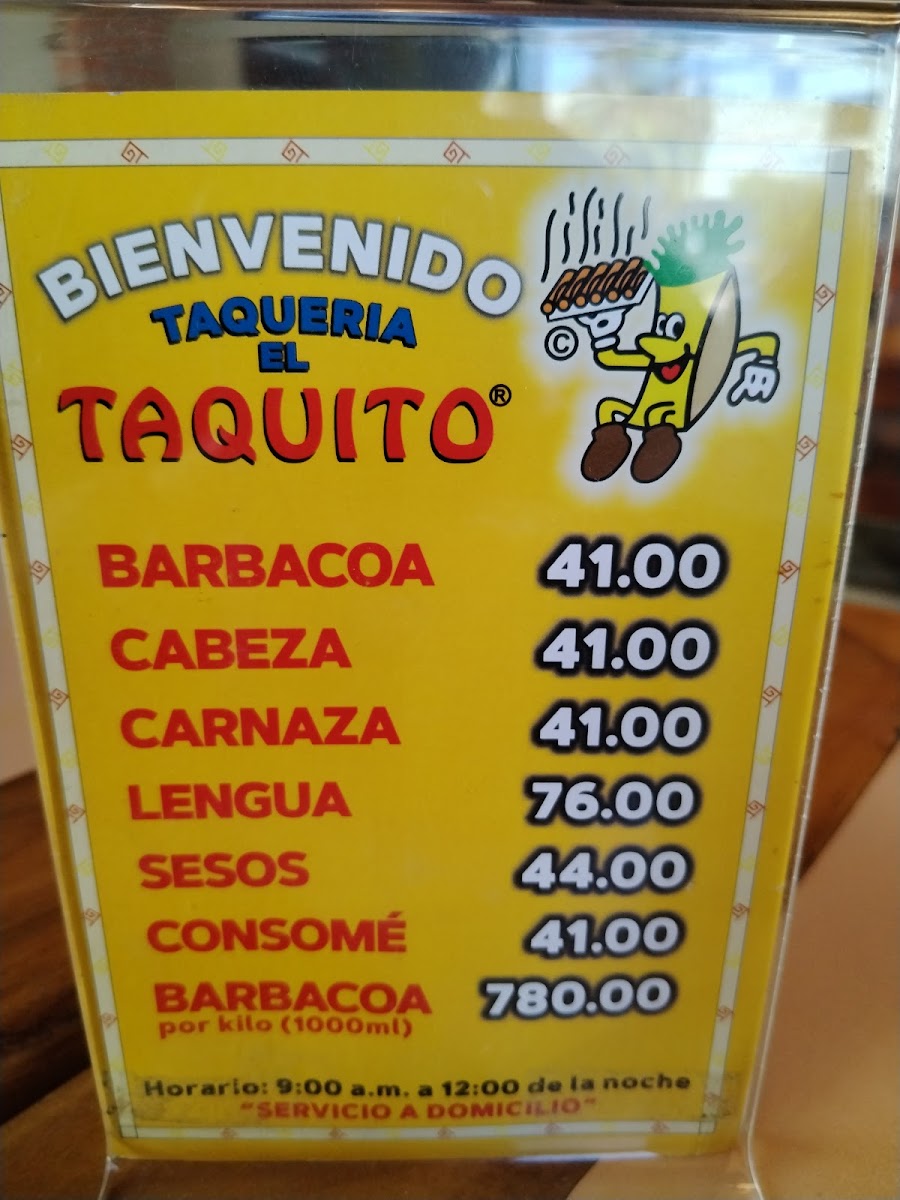 BIENVENIDO
TAQUERIA
EL
TAQUITO®
©
BARBACOA 41.00
CABEZA 41.00
CARNAZA 41.00
LENGUA 76.00
SESOS 44.00
CONSOMÉ 41.00
BARBACOA 780.00
por kilo (1000ml)
Horario: 9:00 a.m. a 12:00 de la noche
"SERVICIO A DOMICILIO"